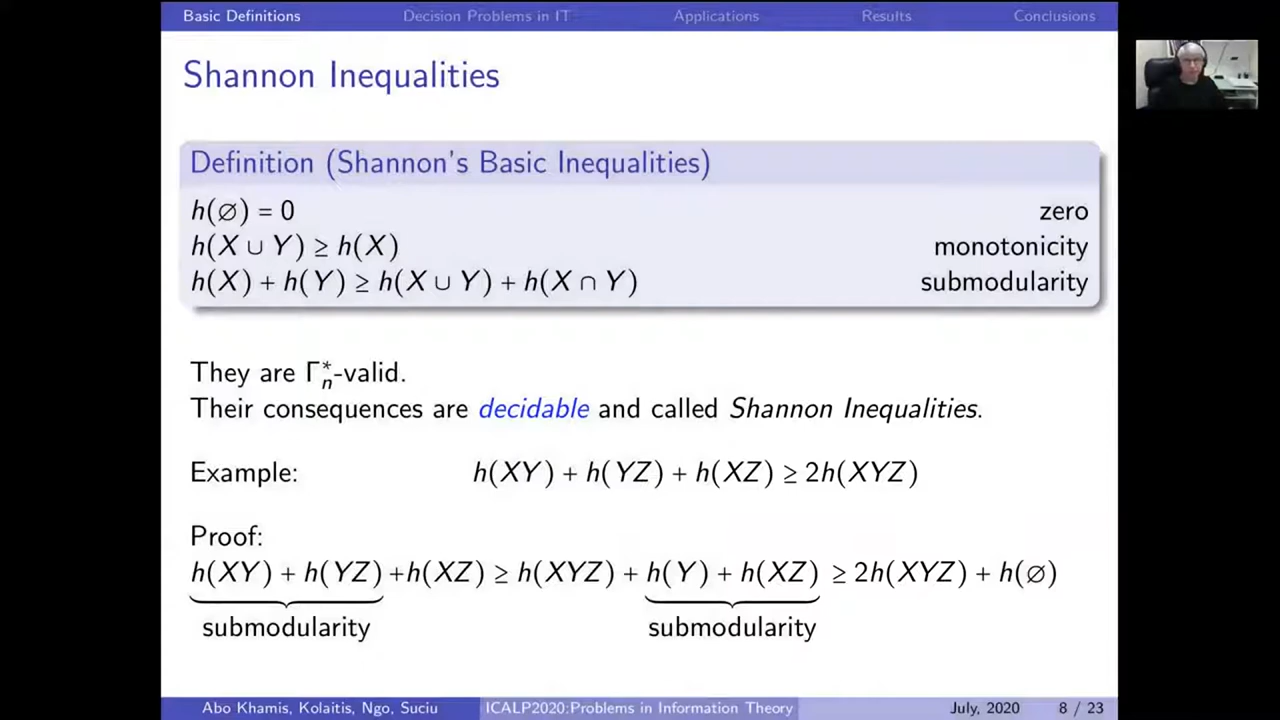 Basic Definitions Decision Problems in IT Applications Results Conclusions
Shannon Inequalities
Definition (Shannon's Basic Inequalities)
h(∅) = 0 zero
h(X ∪ Y) ≥ h(X) monotonicity
h(X) + h(Y) ≥ h(X ∪ Y) + h(X ∩ Y) submodularity
They are Γ*n-valid.
Their consequences are decidable and called Shannon Inequalities.
Example: h(XY) + h(YZ) + h(XZ) ≥ 2h(XYZ)
Proof:
h(XY) + h(YZ) +h(XZ) ≥ h(XYZ) + h(Y) + h(XZ) ≥ 2h(XYZ) + h(∅)
submodularity submodularity
Abo Khamis, Kolaitis, Ngo, Suciu ICALP2020:Problems in Information Theory July, 2020 8 / 23